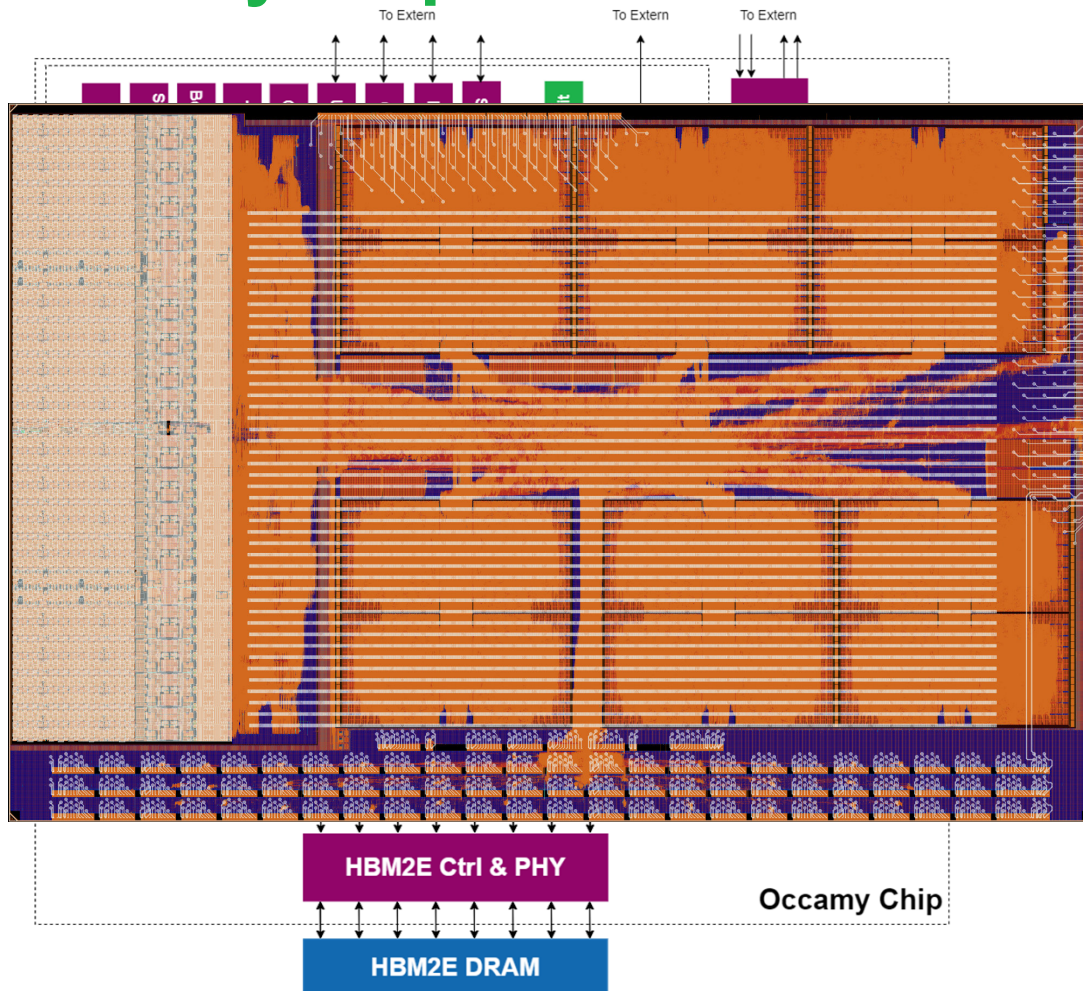 To Extern
To Extern
To Extern
HBM2E Ctrl & PHY
Occamy Chip
HBM2E DRAM